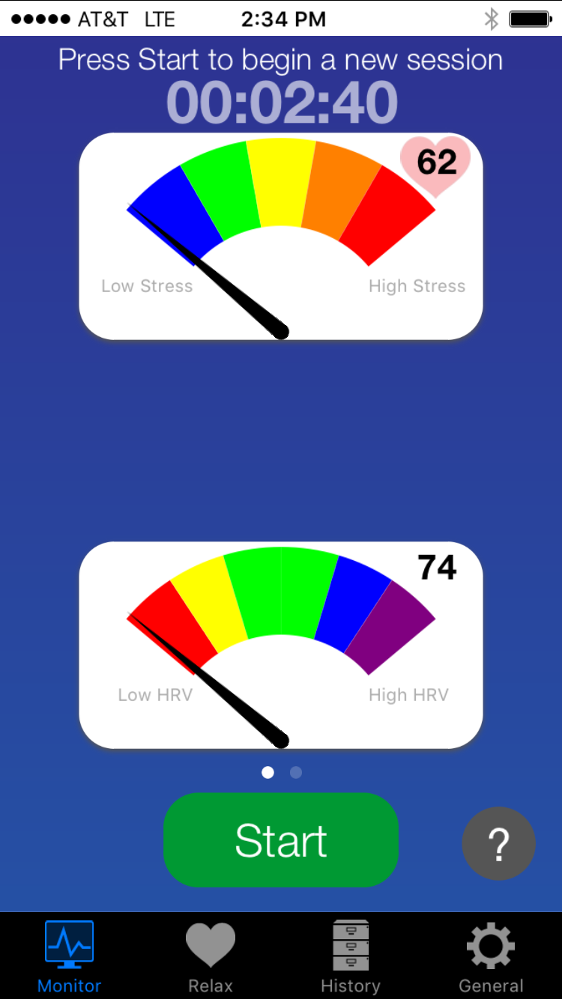 AT&T LTE 2:34 PM
Press Start to begin a new session
00:02:40
62
Low Stress High Stress
74
Low HRV High HRV
Start ?
Monitor Relax History General